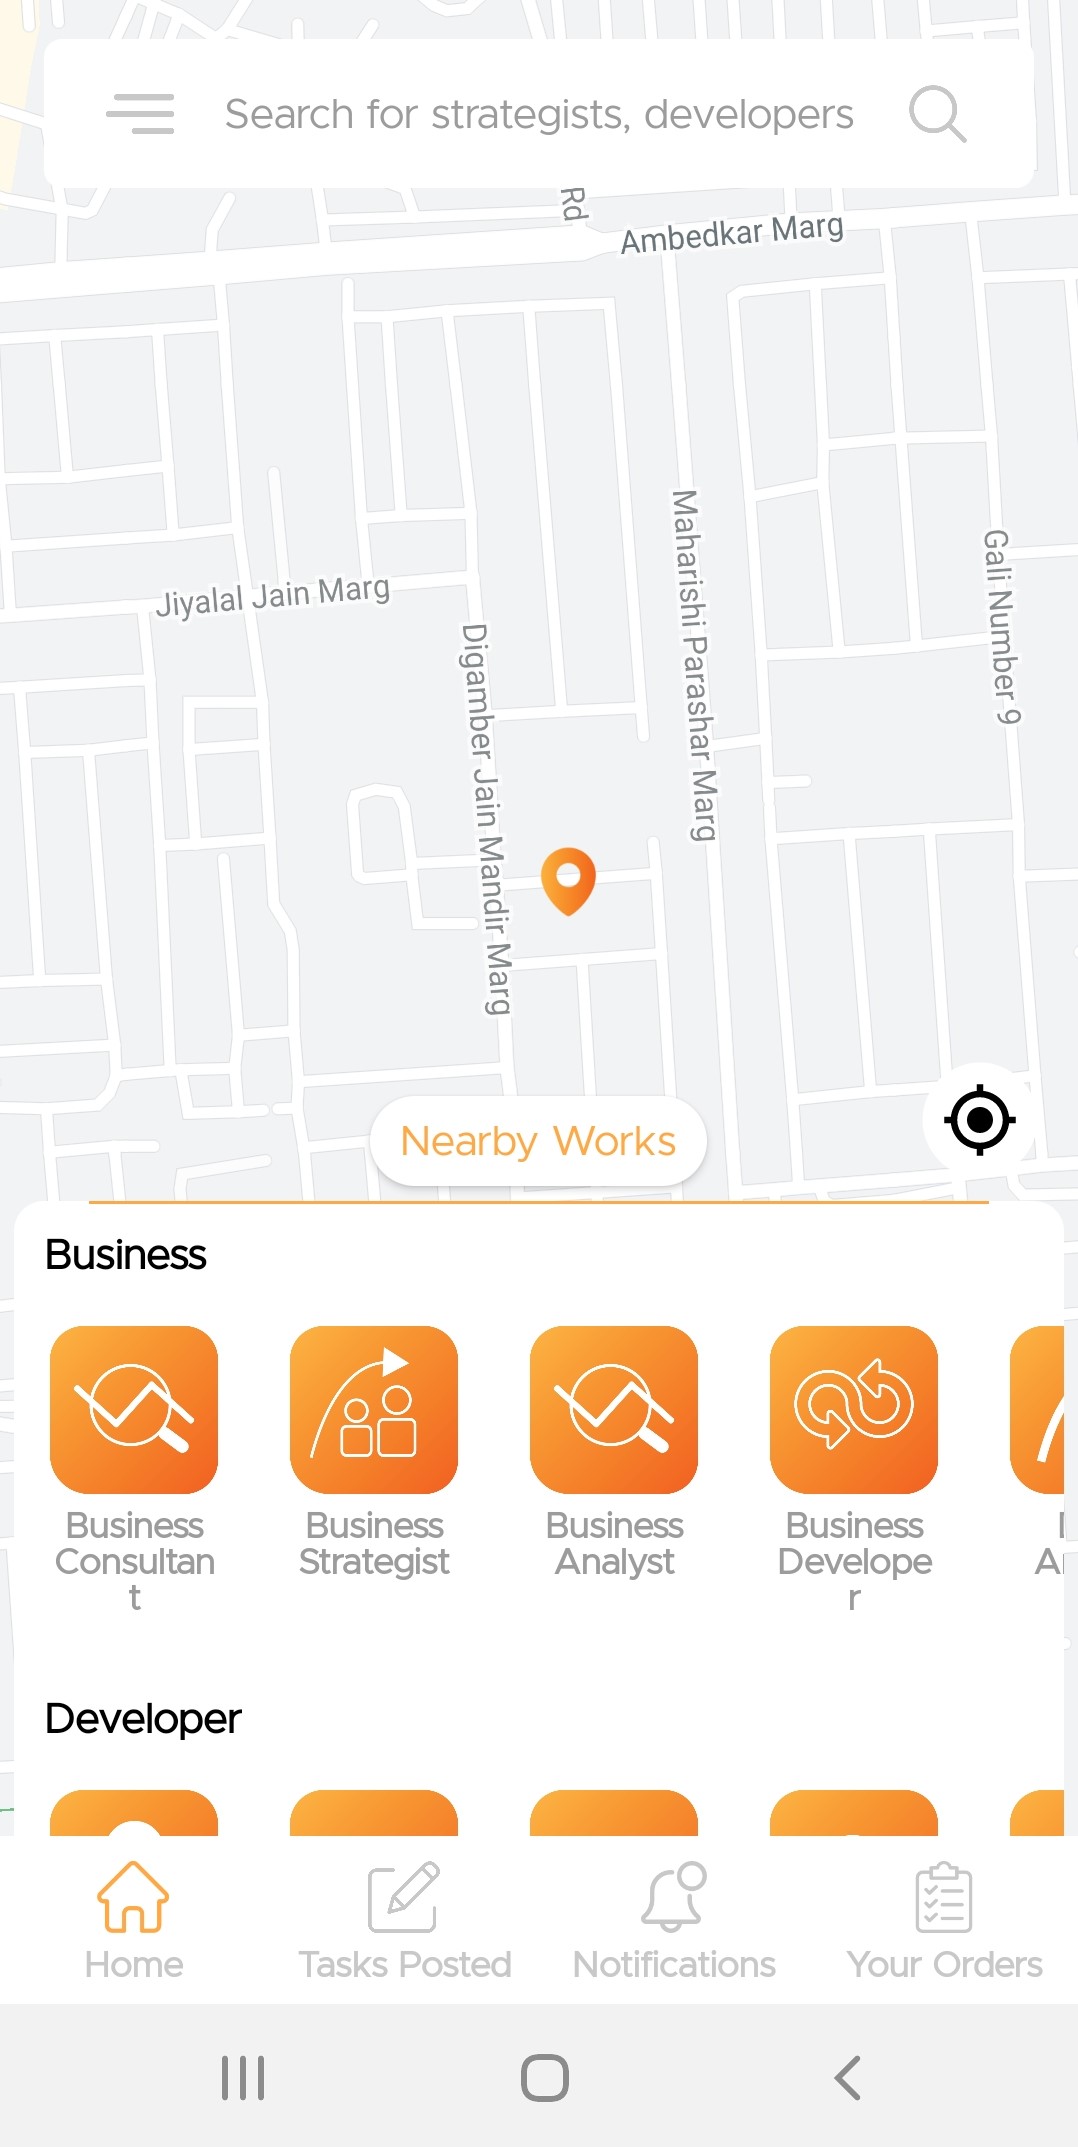 Search for strategists, developers
Rd
Ambedkar Marg
Maharishi Parashar Marg
Gali Number 9
Jiyalal Jain Marg
Digamber Jain Mandir Marg
Nearby Works
Business
Business
Consultan
t
Business
Strategist
Business
Analyst
Business
Develope
r
Developer
Home
Tasks Posted
Notifications
Your Orders